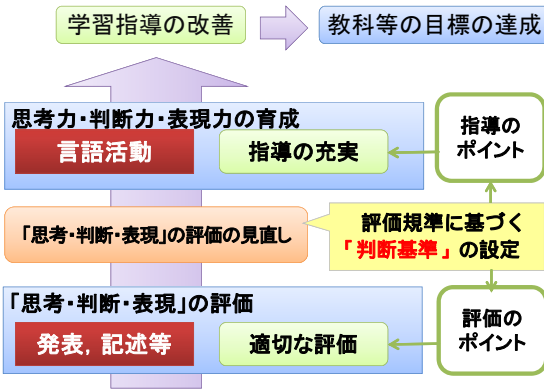 学習指導の改善
教科等の目標の達成
思考力・判断力・表現力の育成
言語活動
指導の充実
指導の
ポイント
「思考・判断・表現」の評価の見直し
評価規準に基づく
「判断基準」の設定
「思考・判断・表現」の評価
発表，記述等
適切な評価
評価の
ポイント